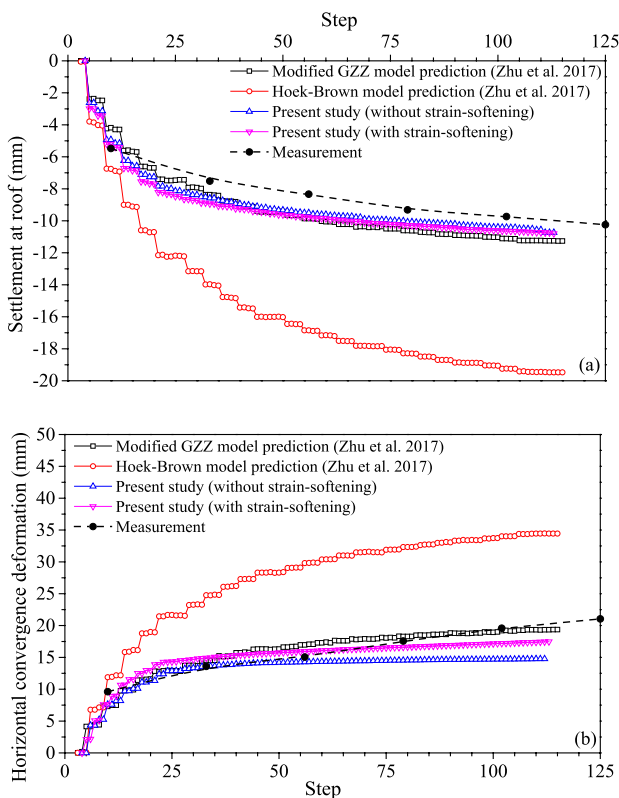 Step
0 25 50 75 100 125
0
-2
-4
-6
-8
-10
-12
-14
-16
-18
-20
Settlement at roof (mm)
Modified GZZ model prediction (Zhu et al. 2017)
Hoek-Brown model prediction (Zhu et al. 2017)
Present study (without strain-softening)
Present study (with strain-softening)
Measurement
(a)
50
45
40
35
30
25
20
15
10
5
0
Horizontal convergence deformation (mm)
Modified GZZ model prediction (Zhu et al. 2017)
Hoek-Brown model prediction (Zhu et al. 2017)
Present study (without strain-softening)
Present study (with strain-softening)
Measurement
(b)
0 25 50 75 100 125
Step